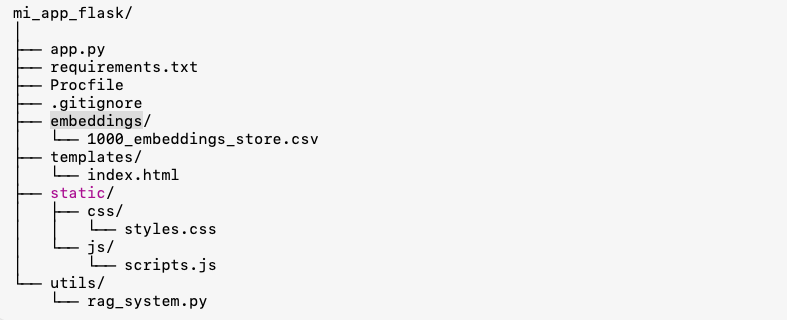 mi_app_flask/
│
├── app.py
├── requirements.txt
├── Procfile
├── .gitignore
├── embeddings/
│   └── 1000_embeddings_store.csv
├── templates/
│   └── index.html
├── static/
│   ├── css/
│   │   └── styles.css
│   └── js/
│       └── scripts.js
└── utils/
    └── rag_system.py